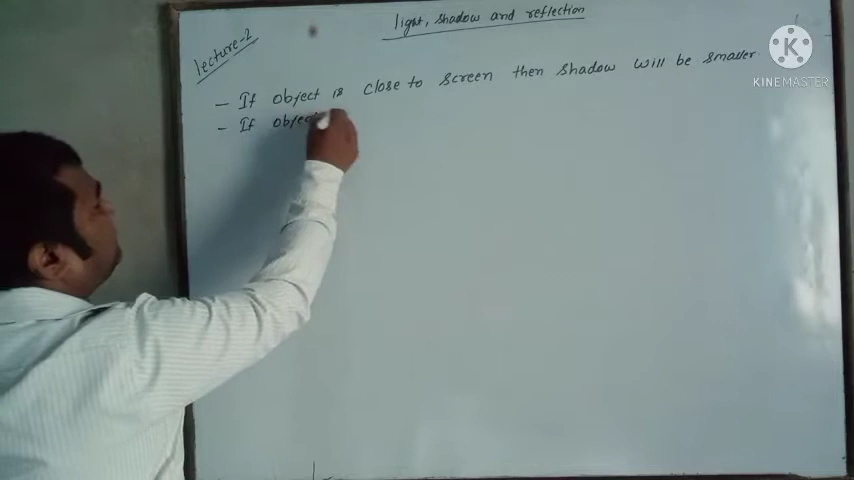 light, shadow and reflection
lecture-2
- If object is close to screen then shadow will be smaller
- If object
KINEMASTER